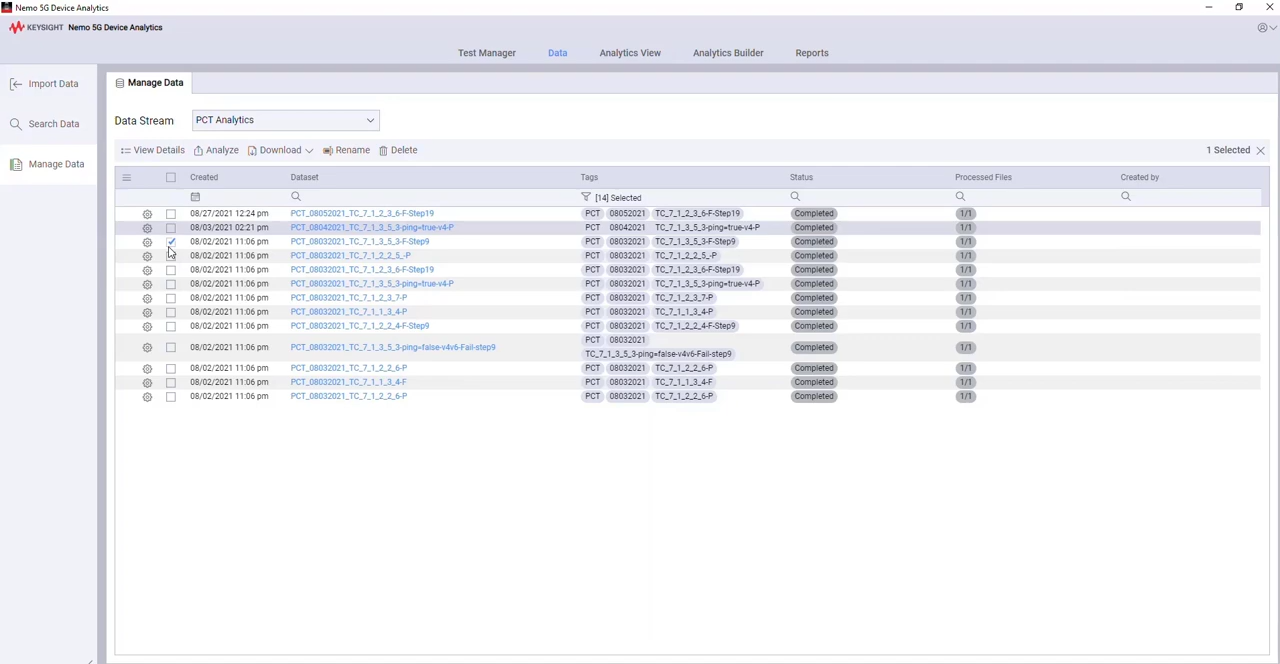 Nemo 5G Device Analytics
KEYSIGHT Nemo 5G Device Analytics
Test Manager Data Analytics View Analytics Builder Reports
Import Data
Search Data
Manage Data
Manage Data
Data Stream PCT Analytics
View Details Analyze Download Rename Delete 1 Selected
Created Dataset Tags Status Processed Files Created by
[14] Selected
08/27/2021 12:24 pm PCT_08052021_TC_7_1_2_3_6-F-Step19 PCT 08052021 TC_7_1_2_3_6-F-Step19 Completed 1/1
08/03/2021 02:21 pm PCT_08042021_TC_7_1_3_5_3-ping=true-v4-P PCT 08042021 TC_7_1_3_5_3-ping=true-v4-P Completed 1/1
08/02/2021 11:06 pm PCT_08032021_TC_7_1_3_5_3-F-Step9 PCT 08032021 TC_7_1_3_5_3-F-Step9 Completed 1/1
08/02/2021 11:06 pm PCT_08032021_TC_7_1_2_2_5_-P PCT 08032021 TC_7_1_2_2_5_-P Completed 1/1
08/02/2021 11:06 pm PCT_08032021_TC_7_1_2_3_6-F-Step19 PCT 08032021 TC_7_1_2_3_6-F-Step19 Completed 1/1
08/02/2021 11:06 pm PCT_08032021_TC_7_1_3_5_3-ping=true-v4-P PCT 08032021 TC_7_1_3_5_3-ping=true-v4-P Completed 1/1
08/02/2021 11:06 pm PCT_08032021_TC_7_1_2_3_7-P PCT 08032021 TC_7_1_2_3_7-P Completed 1/1
08/02/2021 11:06 pm PCT_08032021_TC_7_1_1_3_4-P PCT 08032021 TC_7_1_1_3_4-P Completed 1/1
08/02/2021 11:06 pm PCT_08032021_TC_7_1_2_2_4-F-Step9 PCT 08032021 TC_7_1_2_2_4-F-Step9 Completed 1/1
PCT 08032021
08/02/2021 11:06 pm PCT_08032021_TC_7_1_3_5_3-ping=false-v4v6-Fail-step9 Completed 1/1
TC_7_1_3_5_3-ping=false-v4v6-Fail-step9
08/02/2021 11:06 pm PCT_08032021_TC_7_1_2_2_6-P PCT 08032021 TC_7_1_2_2_6-P Completed 1/1
08/02/2021 11:06 pm PCT_08032021_TC_7_1_1_3_4-F PCT 08032021 TC_7_1_1_3_4-F Completed 1/1
08/02/2021 11:06 pm PCT_08032021_TC_7_1_2_2_6-P PCT 08032021 TC_7_1_2_2_6-P Completed 1/1